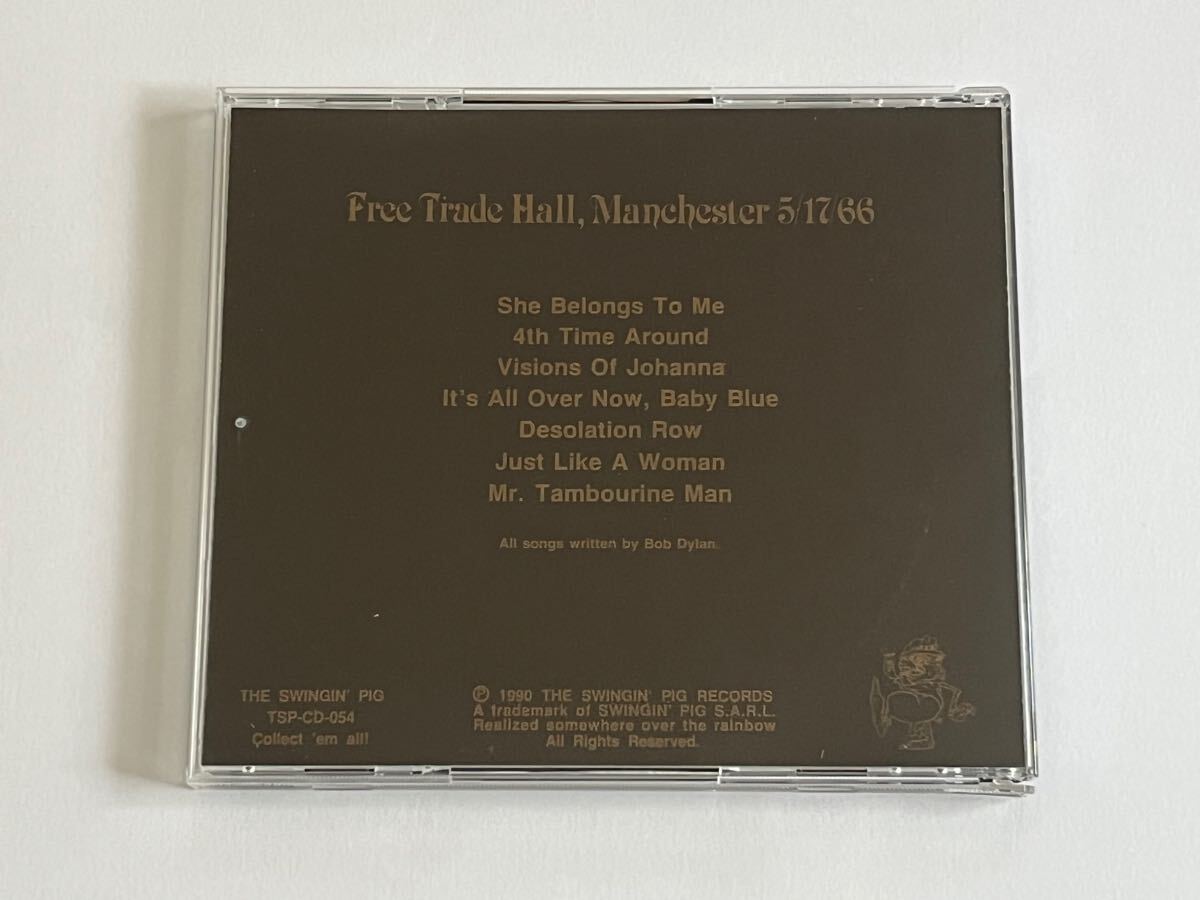 Free Trade Hall, Manchester 5/17/66
She Belongs To Me
4th Time Around
Visions Of Johanna
It's All Over Now, Baby Blue
Desolation Row
Just Like A Woman
Mr. Tambourine Man
All songs written by Bob Dylan.
THE SWINGIN' PIG
TSP-CD-054
Collect 'em all!
℗ 1990 THE SWINGIN' PIG RECORDS
A trademark of SWINGIN' PIG S.A.R.L.
Realized somewhere over the rainbow
All Rights Reserved.